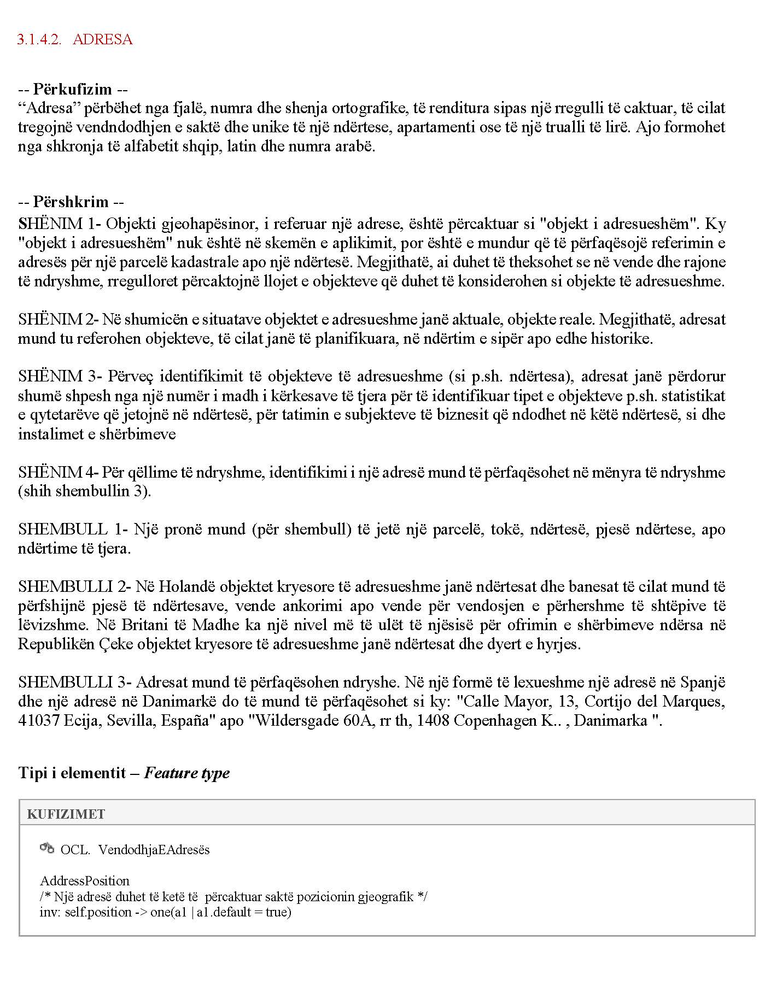 3.1.4.2. ADRESA
-- Përkufizim --
“Adresa” përbëhet nga fjalë, numra dhe shenja ortografike, të renditura sipas një rregulli të caktuar, të cilat
tregojnë vendndodhjen e saktë dhe unike të një ndërtese, apartamenti ose të një trualli të lirë. Ajo formohet
nga shkronja të alfabetit shqip, latin dhe numra arabë.
-- Përshkrim --
SHËNIM 1- Objekti gjeohapësinor, i referuar një adrese, është përcaktuar si "objekt i adresueshëm". Ky
"objekt i adresueshëm" nuk është në skemën e aplikimit, por është e mundur që të përfaqësojë referimin e
adresës për një parcelë kadastrale apo një ndërtesë. Megjithatë, ai duhet të theksohet se në vende dhe rajone
të ndryshme, rregulloret përcaktojnë llojet e objekteve që duhet të konsiderohen si objekte të adresueshme.
SHËNIM 2- Në shumicën e situatave objektet e adresueshme janë aktuale, objekte reale. Megjithatë, adresat
mund tu referohen objekteve, të cilat janë të planifikuara, në ndërtim e sipër apo edhe historike.
SHËNIM 3- Përveç identifikimit të objekteve të adresueshme (si p.sh. ndërtesa), adresat janë përdorur
shumë shpesh nga një numër i madh i kërkesave të tjera për të identifikuar tipet e objekteve p.sh. statistikat
e qytetarëve që jetojnë në ndërtesë, për tatimin e subjekteve të biznesit që ndodhet në këtë ndërtesë, si dhe
instalimet e shërbimeve
SHËNIM 4- Për qëllime të ndryshme, identifikimi i një adresë mund të përfaqësohet në mënyra të ndryshme
(shih shembullin 3).
SHEMBULL 1- Një pronë mund (për shembull) të jetë një parcelë, tokë, ndërtesë, pjesë ndërtese, apo
ndërtime të tjera.
SHEMBULLI 2- Në Holandë objektet kryesore të adresueshme janë ndërtesat dhe banesat të cilat mund të
përfshijnë pjesë të ndërtesave, vende ankorimi apo vende për vendosjen e përhershme të shtëpive të
lëvizshme. Në Britani të Madhe ka një nivel më të ulët të njësisë për ofrimin e shërbimeve ndërsa në
Republikën Çeke objektet kryesore të adresueshme janë ndërtesat dhe dyert e hyrjes.
SHEMBULLI 3- Adresat mund të përfaqësohen ndryshe. Në një formë të lexueshme një adresë në Spanjë
dhe një adresë në Danimarkë do të mund të përfaqësohet si ky: "Calle Mayor, 13, Cortijo del Marques,
41037 Ecija, Sevilla, España" apo "Wildersgade 60A, rr th, 1408 Copenhagen K.. , Danimarka ".
Tipi i elementit – Feature type
KUFIZIMET
OCL. VendodhjaEAdresës
AddressPosition
/* Një adresë duhet të ketë të përcaktuar saktë pozicionin gjeografik */
inv: self.position -> one(a1 | a1.default = true)